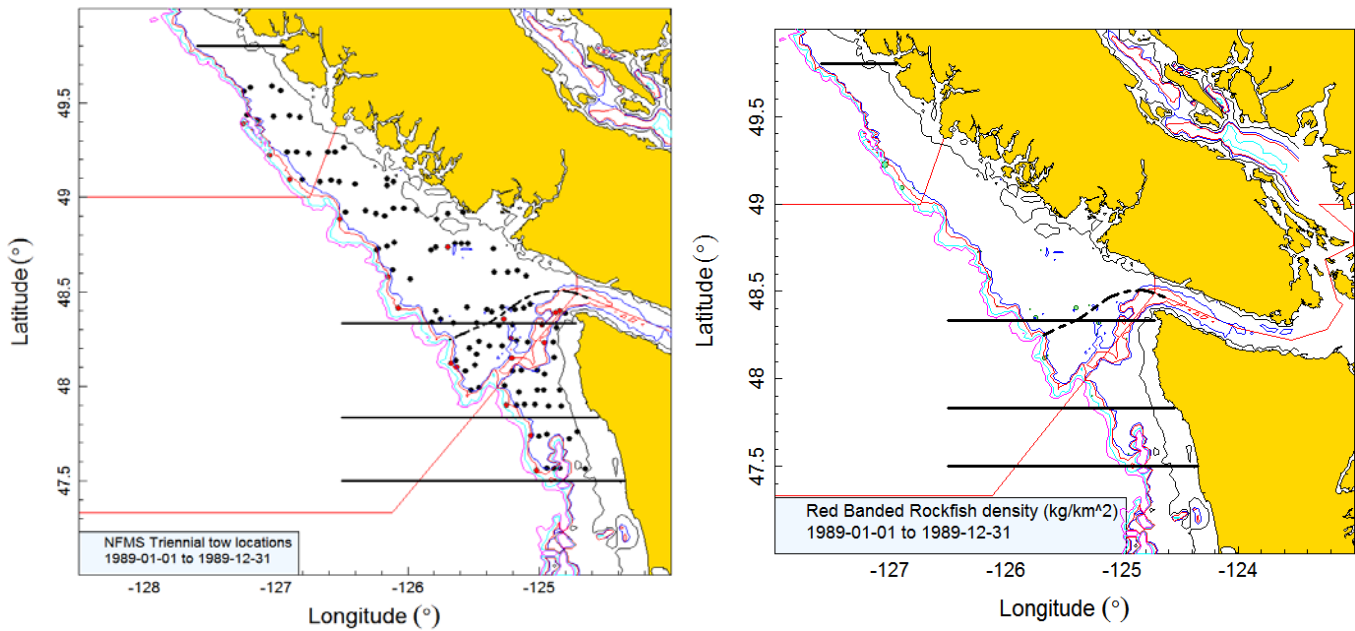 49.5
49
48.5
48
47.5
Latitude (°)
NFMS Triennial tow locations
1989-01-01 to 1989-12-31
-128
-127
-126
-125
Longitude (°)
49.5
49
48.5
48
47.5
Latitude (°)
Red Banded Rockfish density (kg/km^2)
1989-01-01 to 1989-12-31
-127
-126
-125
-124
Longitude (°)